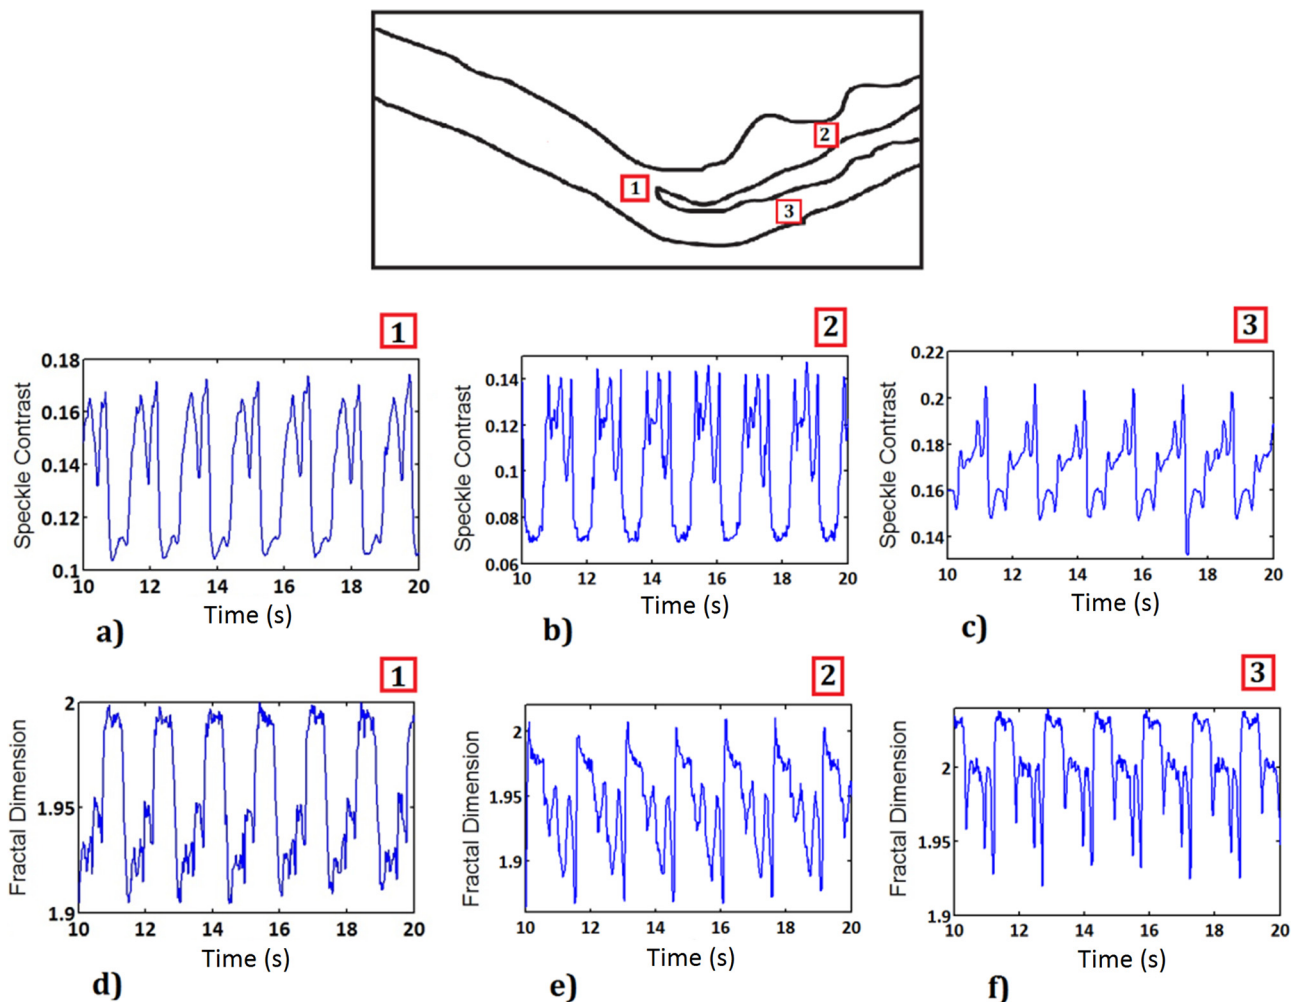 2
1
3
1
2
3
0.18
0.16
0.14
0.12
0.1
Speckle Contrast
10 12 14 16 18 20
Time (s)
a)
0.14
0.12
0.1
0.08
0.06
Speckle Contrast
10 12 14 16 18 20
Time (s)
b)
0.22
0.2
0.18
0.16
0.14
Speckle Contrast
10 12 14 16 18 20
Time (s)
c)
1
2
3
2
1.95
1.9
Fractal Dimension
10 12 14 16 18 20
Time (s)
d)
2
1.95
1.9
Fractal Dimension
10 12 14 16 18 20
Time (s)
e)
2
1.95
1.9
Fractal Dimension
10 12 14 16 18 20
Time (s)
f)